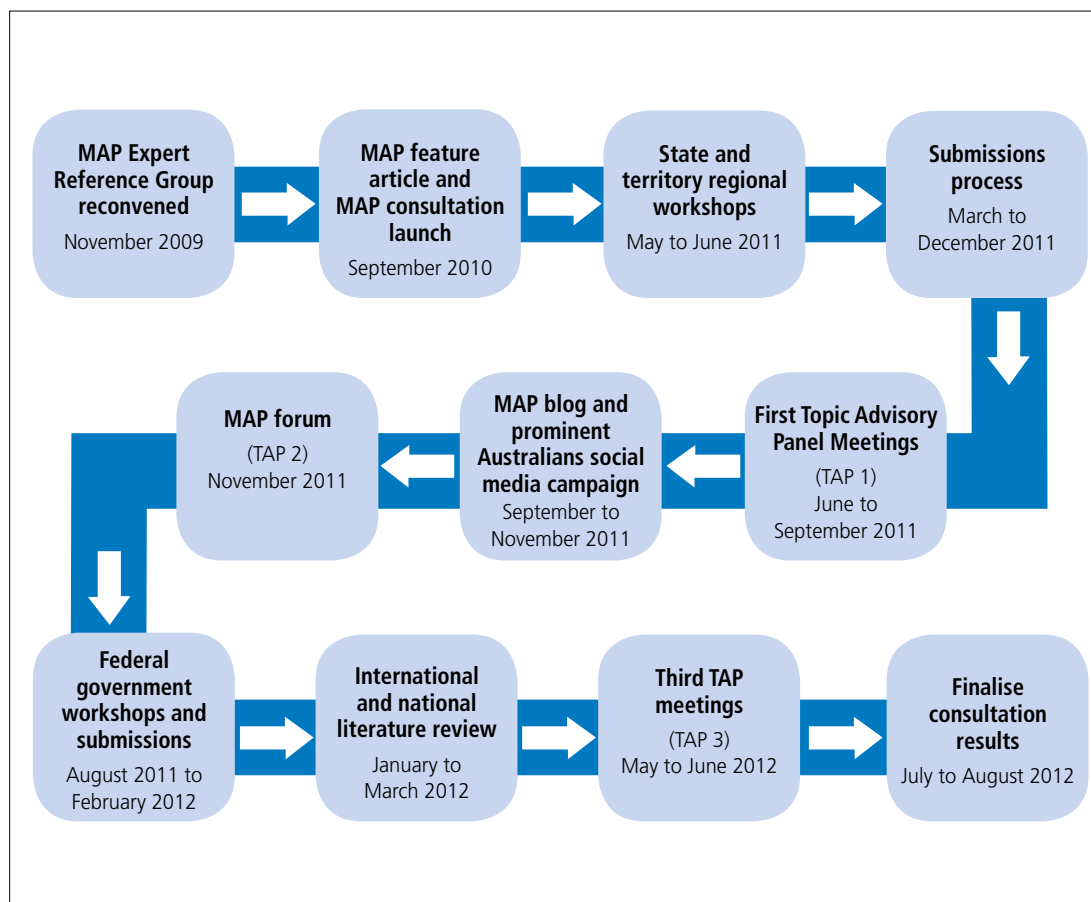 MAP Expert
Reference Group
reconvened
November 2009
MAP feature
article and
MAP consultation
launch
September 2010
State and
territory regional
workshops
May to June 2011
Submissions
process
March to
December 2011
First Topic Advisory
Panel Meetings
(TAP 1)
June to
September 2011
MAP blog and
prominent
Australians social
media campaign
September to
November 2011
MAP forum
(TAP 2)
November 2011
Federal
government
workshops and
submissions
August 2011 to
February 2012
International
and national
literature review
January to
March 2012
Third TAP
meetings
(TAP 3)
May to June 2012
Finalise
consultation
results
July to August 2012